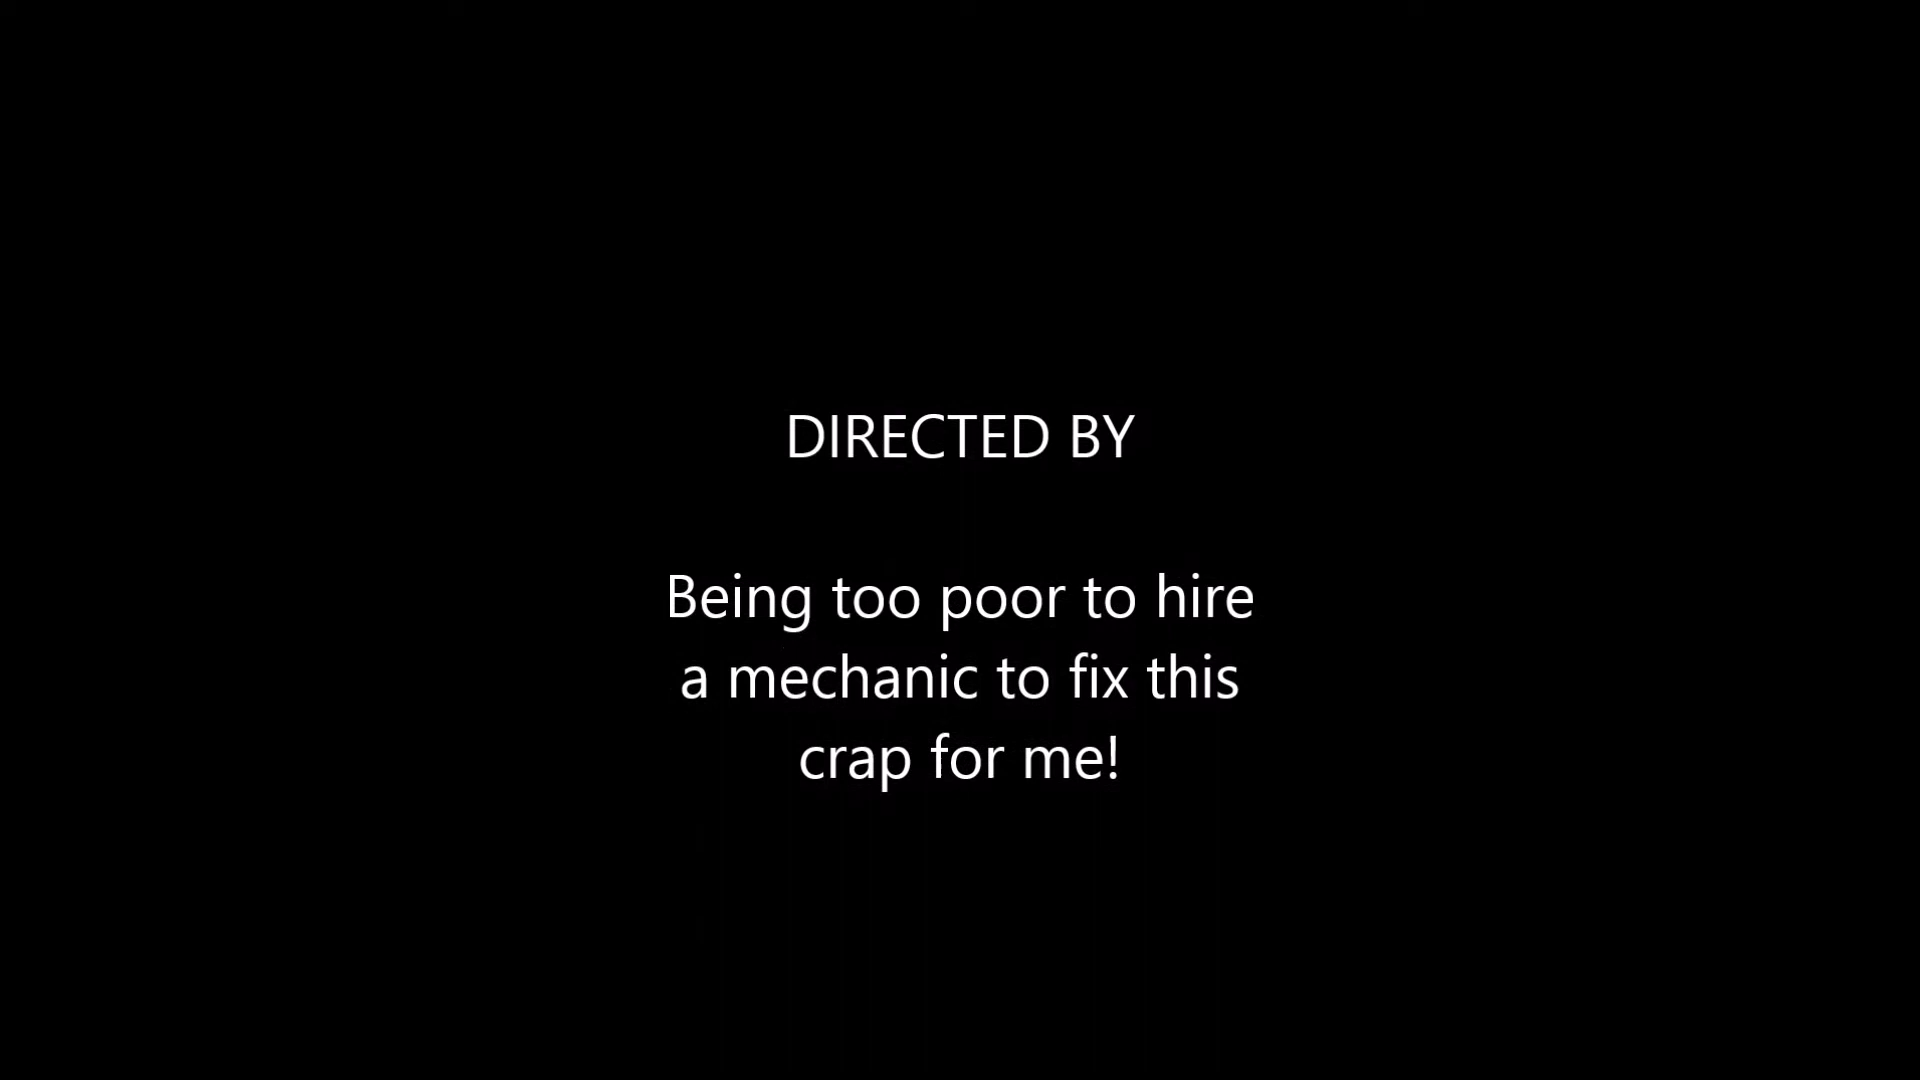 DIRECTED BY
Being too poor to hire
a mechanic to fix this
crap for me!